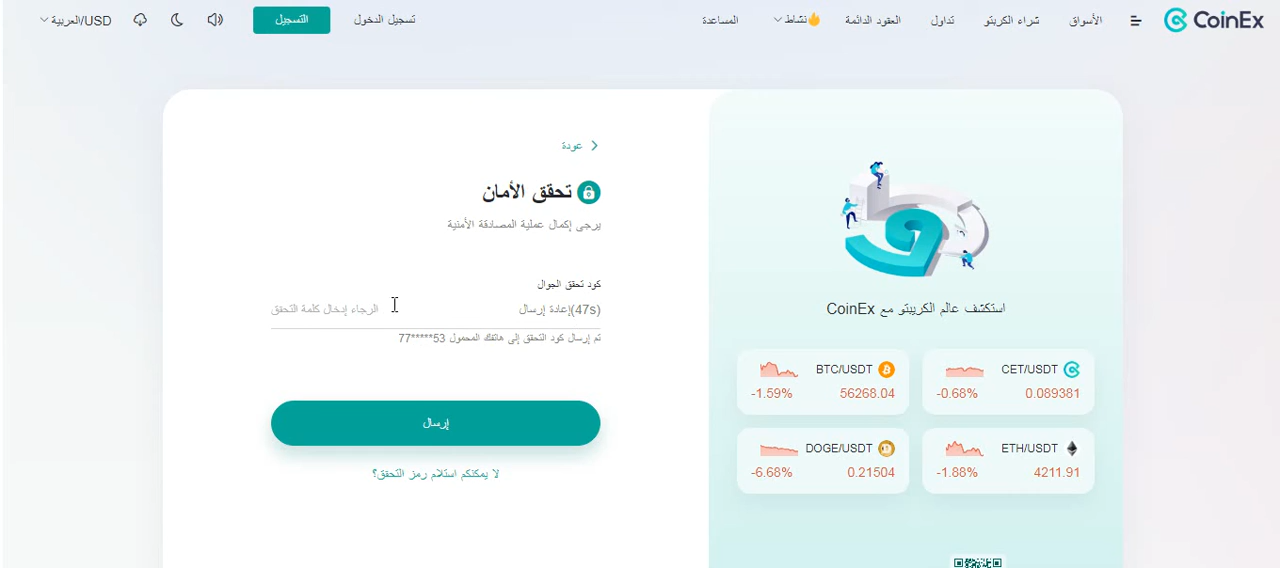 CoinEx
الأسواق
شراء الكريتو
تداول
العقود الدائمة
نشاط
المساعدة
تسجيل الدخول
التسجيل
العربية/USD
عودة
تحقق الأمان
يرجى إكمال عملية المصادقة الأمنية
كود تحقق الجوال
(47s)إعادة إرسال
الرجاء إدخال كلمة التحقق
تم إرسال كود التحقق إلى هاتفك المحمول 53*****77
إرسال
لا يمكنكم استلام رمز التحقق؟
استكشف عالم الكريبتو مع CoinEx
CET/USDT
0.089381 -0.68%
BTC/USDT
56268.04 -1.59%
ETH/USDT
4211.91 -1.88%
DOGE/USDT
0.21504 -6.68%